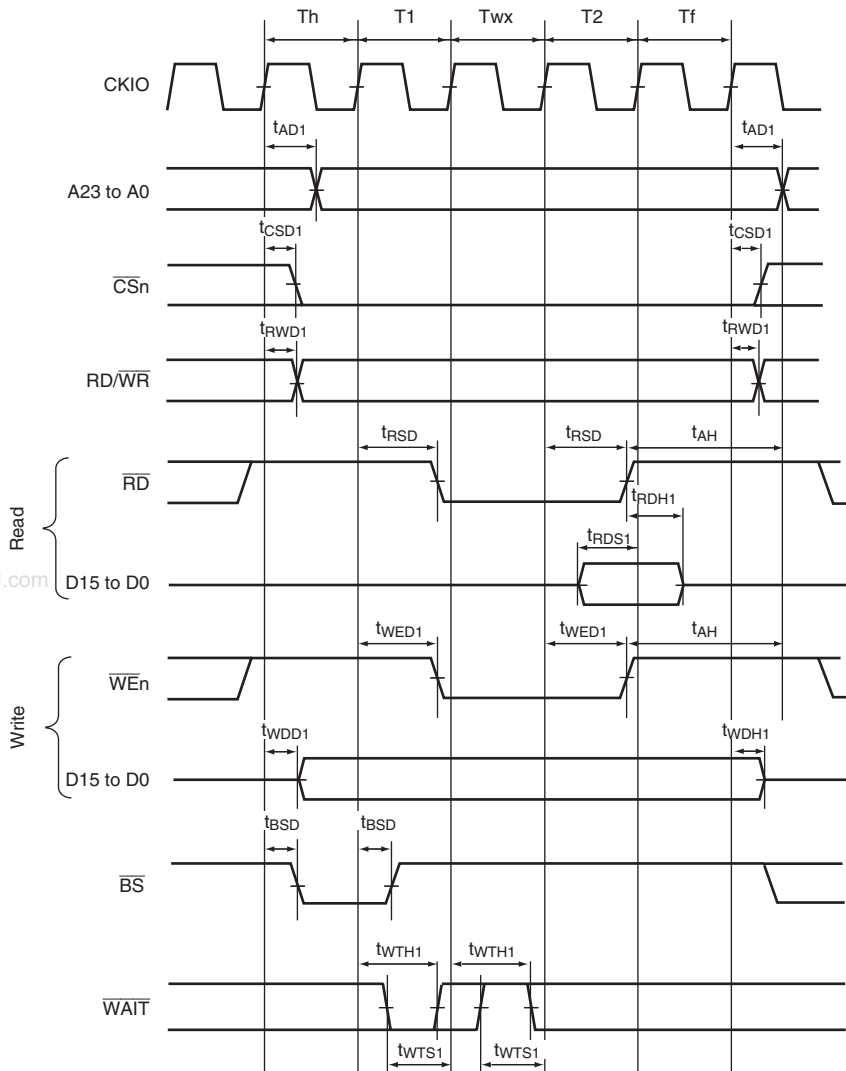 Th T1 Twx T2 Tf
CKIO
tAD1 tAD1
A23 to A0
tCSD1 tCSD1
CSn
tRWD1 tRWD1
RD/WR
tRSD tRSD tAH
RD
tRDH1
Read
tRDS1
l.com
D15 to D0
tWED1 tWED1 tAH
WEn
Write
tWDD1 tWDH1
D15 to D0
tBSD tBSD
BS
tWTH1 tWTH1
WAIT
tWTS1 tWTS1